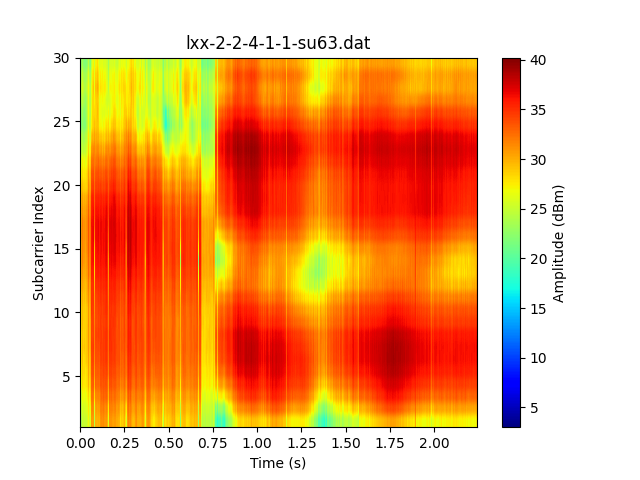 lxx-2-2-4-1-1-su63.dat
30
25
20
15
10
5
Subcarrier Index
0.00 0.25 0.50 0.75 1.00 1.25 1.50 1.75 2.00
Time (s)
40
35
30
25
20
15
10
5
Amplitude (dBm)